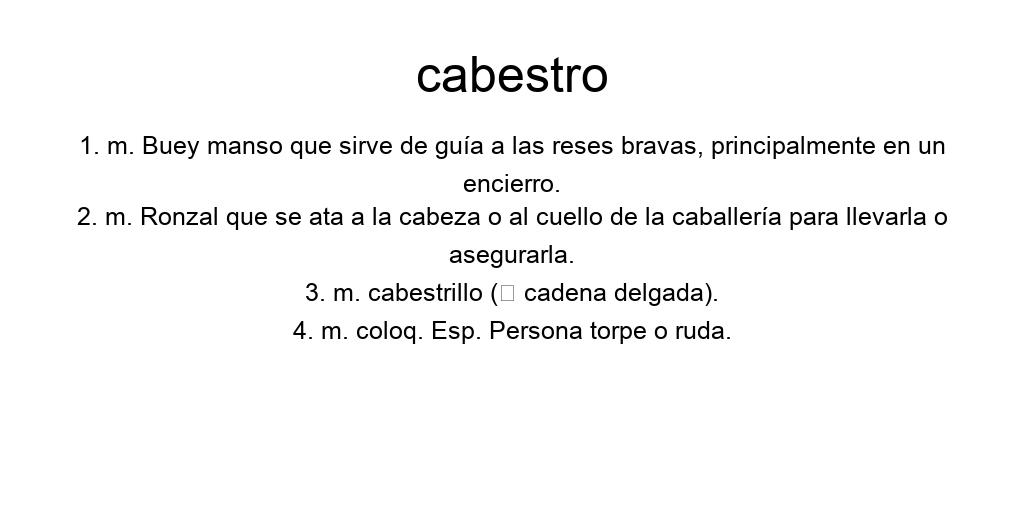 cabestro
1. m. Buey manso que sirve de guía a las reses bravas, principalmente en un
encierro.
2. m. Ronzal que se ata a la cabeza o al cuello de la caballería para llevarla o
asegurarla.
3. m. cabestrillo (▯ cadena delgada).
4. m. coloq. Esp. Persona torpe o ruda.